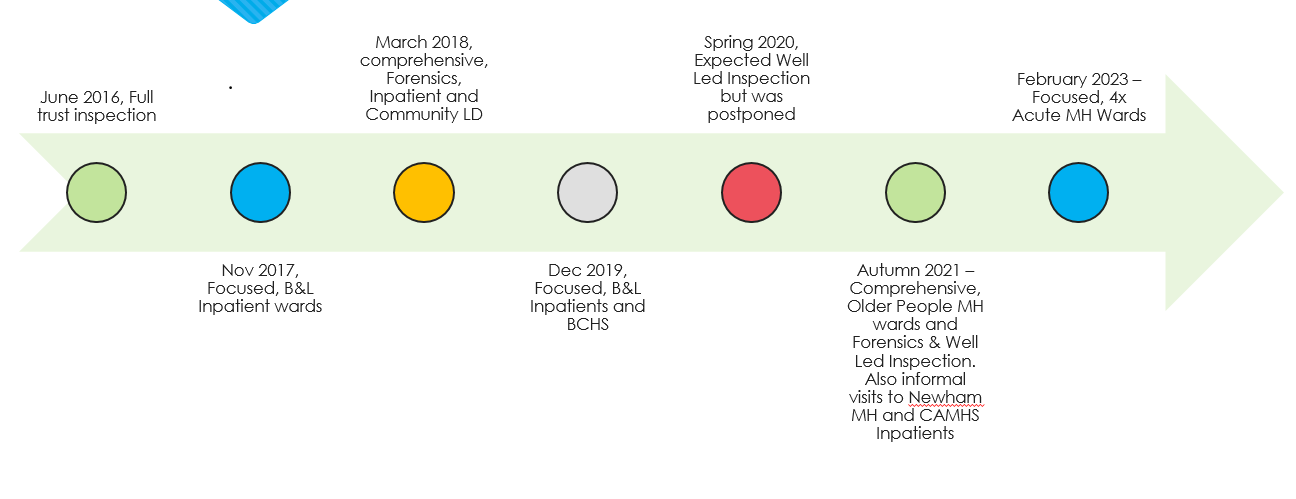 June 2016, Full
trust inspection
Nov 2017,
Focused, B&L
Inpatient wards
March 2018,
comprehensive,
Forensics,
Inpatient and
Community LD
Dec 2019,
Focused, B&L
Inpatients and
BCHS
Spring 2020,
Expected Well
Led Inspection
but was
postponed
Autumn 2021 –
Comprehensive,
Older People MH
wards and
Forensics & Well
Led Inspection.
Also informal
visits to Newham
MH and CAMHS
Inpatients
February 2023 –
Focused, 4x
Acute MH Wards